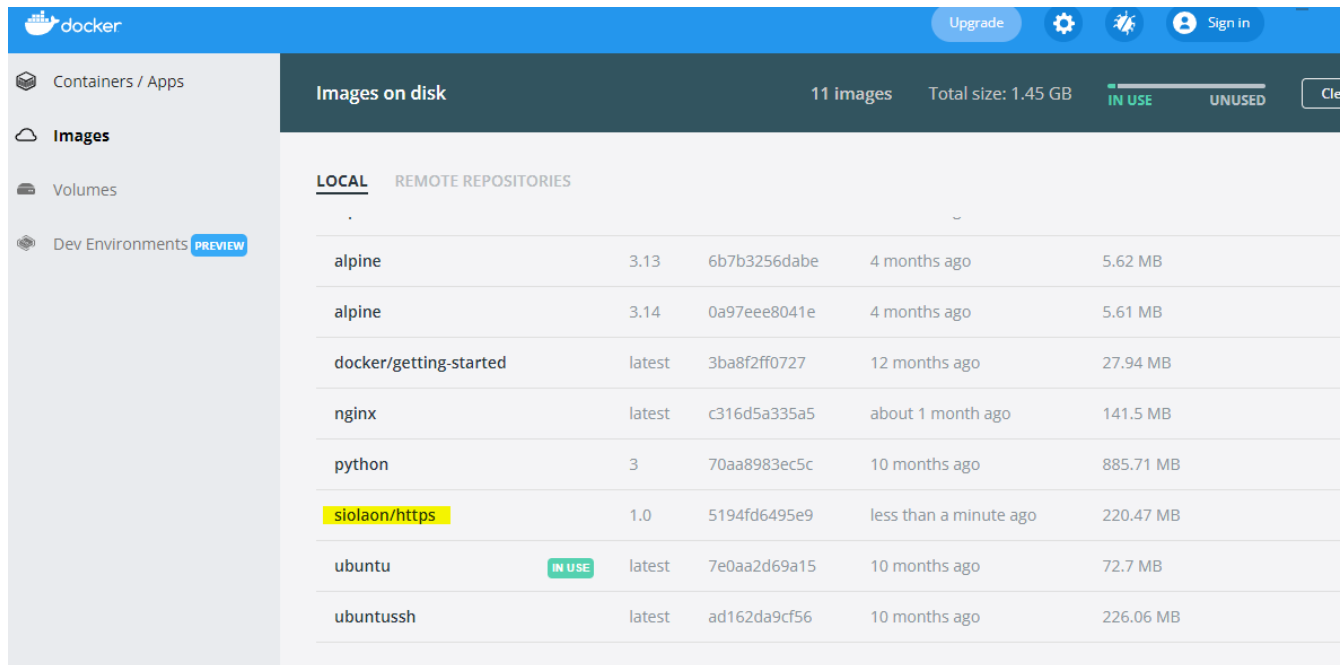 docker
Upgrade
Sign in
Containers / Apps
Images
Volumes
Dev Environments PREVIEW
Images on disk 11 images Total size: 1.45 GB IN USE UNUSED
LOCAL REMOTE REPOSITORIES
alpine 3.13 6b7b3256dabe 4 months ago 5.62 MB
alpine 3.14 0a97eee8041e 4 months ago 5.61 MB
docker/getting-started latest 3ba8f2ff0727 12 months ago 27.94 MB
nginx latest c316d5a335a5 about 1 month ago 141.5 MB
python 3 70aa8983ec5c 10 months ago 885.71 MB
siolaon/https 1.0 5194fd6495e9 less than a minute ago 220.47 MB
ubuntu IN USE latest 7e0aa2d69a15 10 months ago 72.7 MB
ubuntussh latest ad162da9cf56 10 months ago 226.06 MB